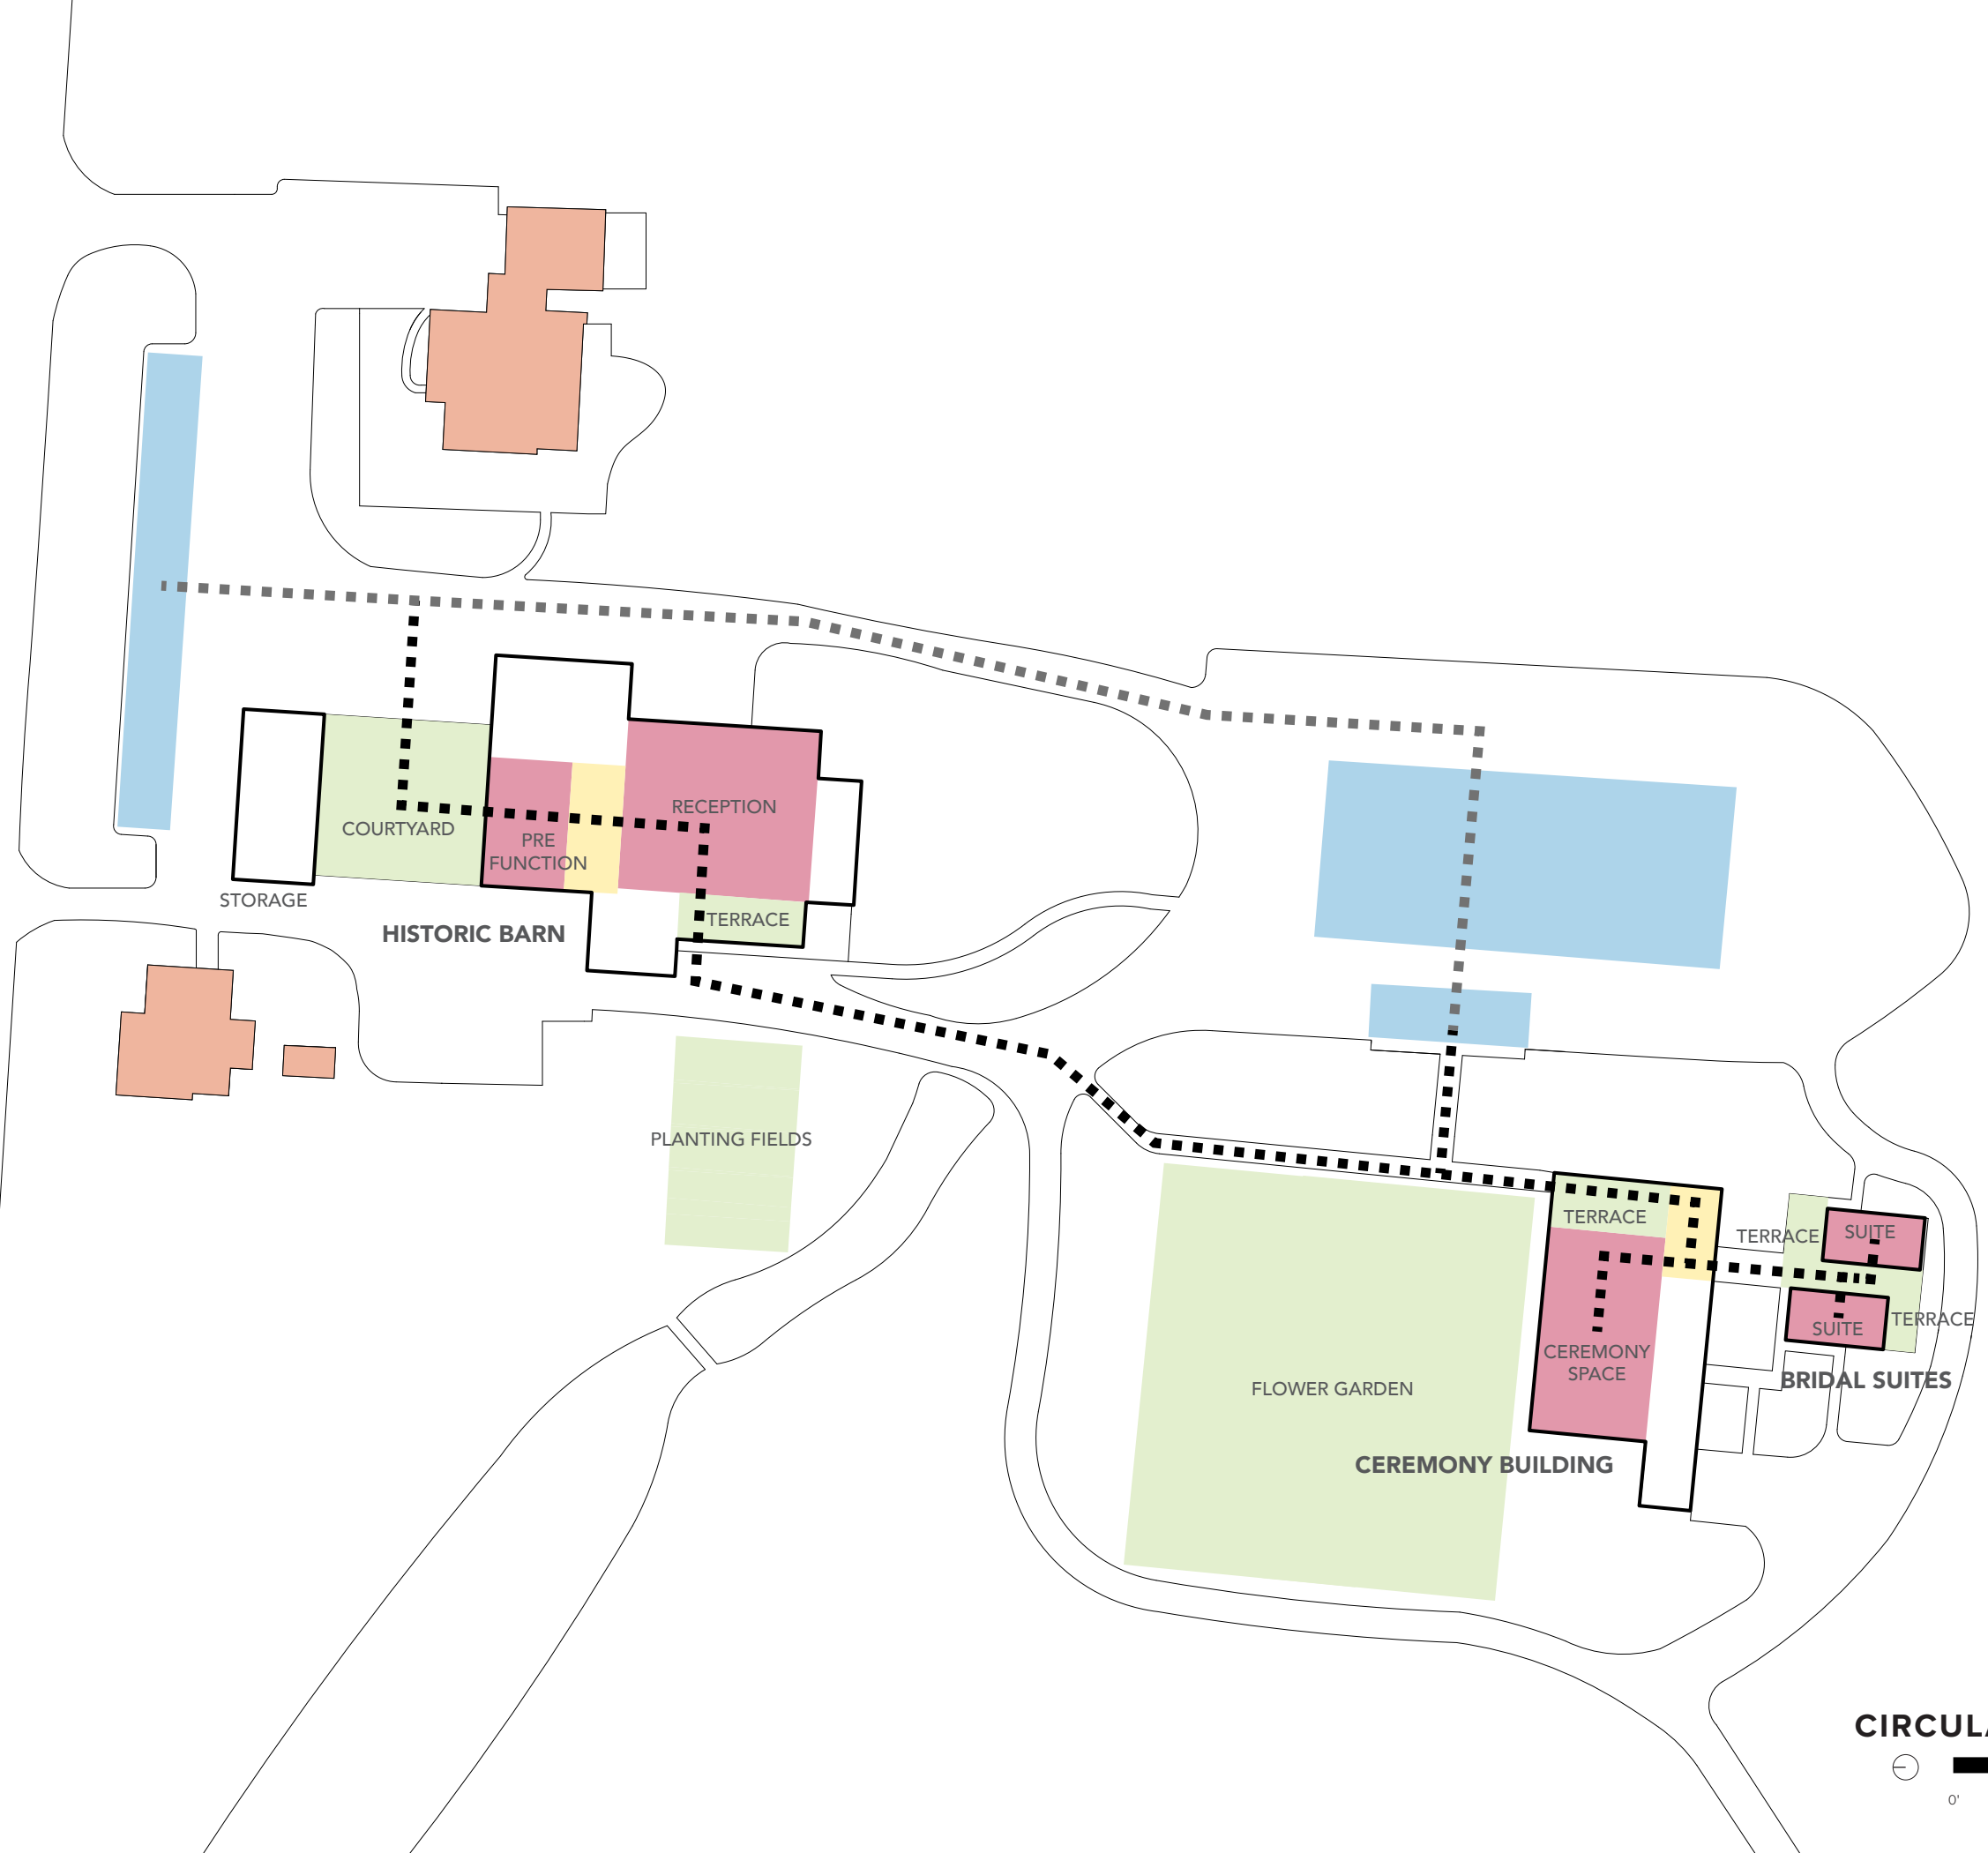 RECEPTION
COURTYARD
PRE
FUNCTION
STORAGE
TERRACE
HISTORIC BARN
PLANTING FIELDS
TERRACE
TERRACE
SUITE
TERRACE
SUITE
CEREMONY
SPACE
BRIDAL SUITES
FLOWER GARDEN
CEREMONY BUILDING
CIRCULA
0'